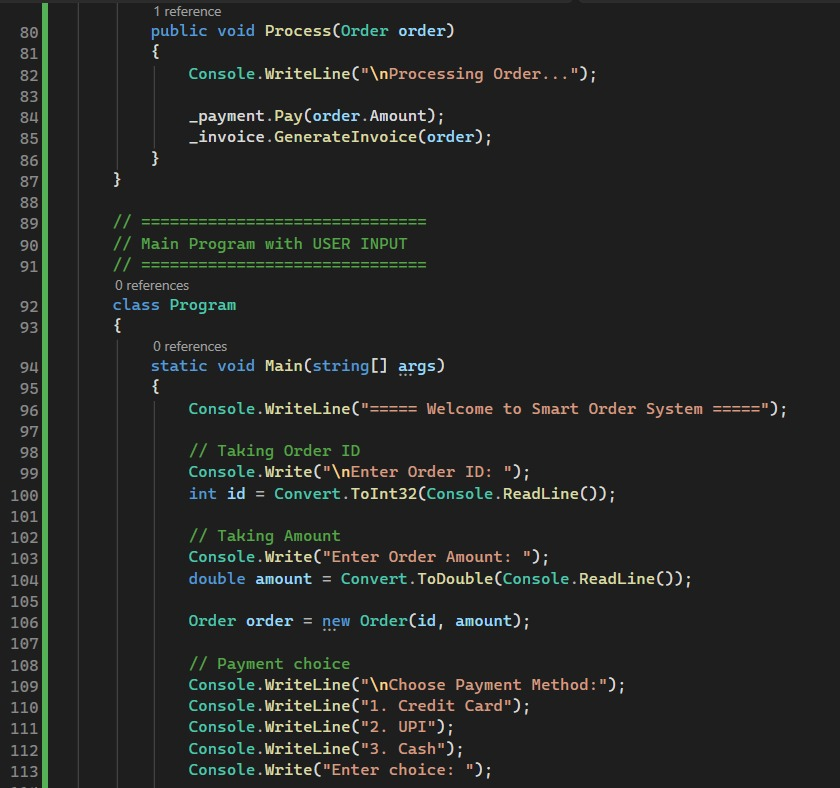 1 reference
80 public void Process(Order order)
81 {
82 Console.WriteLine("\nProcessing Order...");
83
84 _payment.Pay(order.Amount);
85 _invoice.GenerateInvoice(order);
86 }
87 }
88
89 // ==============================
90 // Main Program with USER INPUT
91 // ==============================
0 references
92 class Program
93 {
0 references
94 static void Main(string[] args)
95 {
96 Console.WriteLine("===== Welcome to Smart Order System =====");
97
98 // Taking Order ID
99 Console.Write("\nEnter Order ID: ");
100 int id = Convert.ToInt32(Console.ReadLine());
101
102 // Taking Amount
103 Console.Write("Enter Order Amount: ");
104 double amount = Convert.ToDouble(Console.ReadLine());
105
106 Order order = new Order(id, amount);
107
108 // Payment choice
109 Console.WriteLine("\nChoose Payment Method:");
110 Console.WriteLine("1. Credit Card");
111 Console.WriteLine("2. UPI");
112 Console.WriteLine("3. Cash");
113 Console.Write("Enter choice: ");